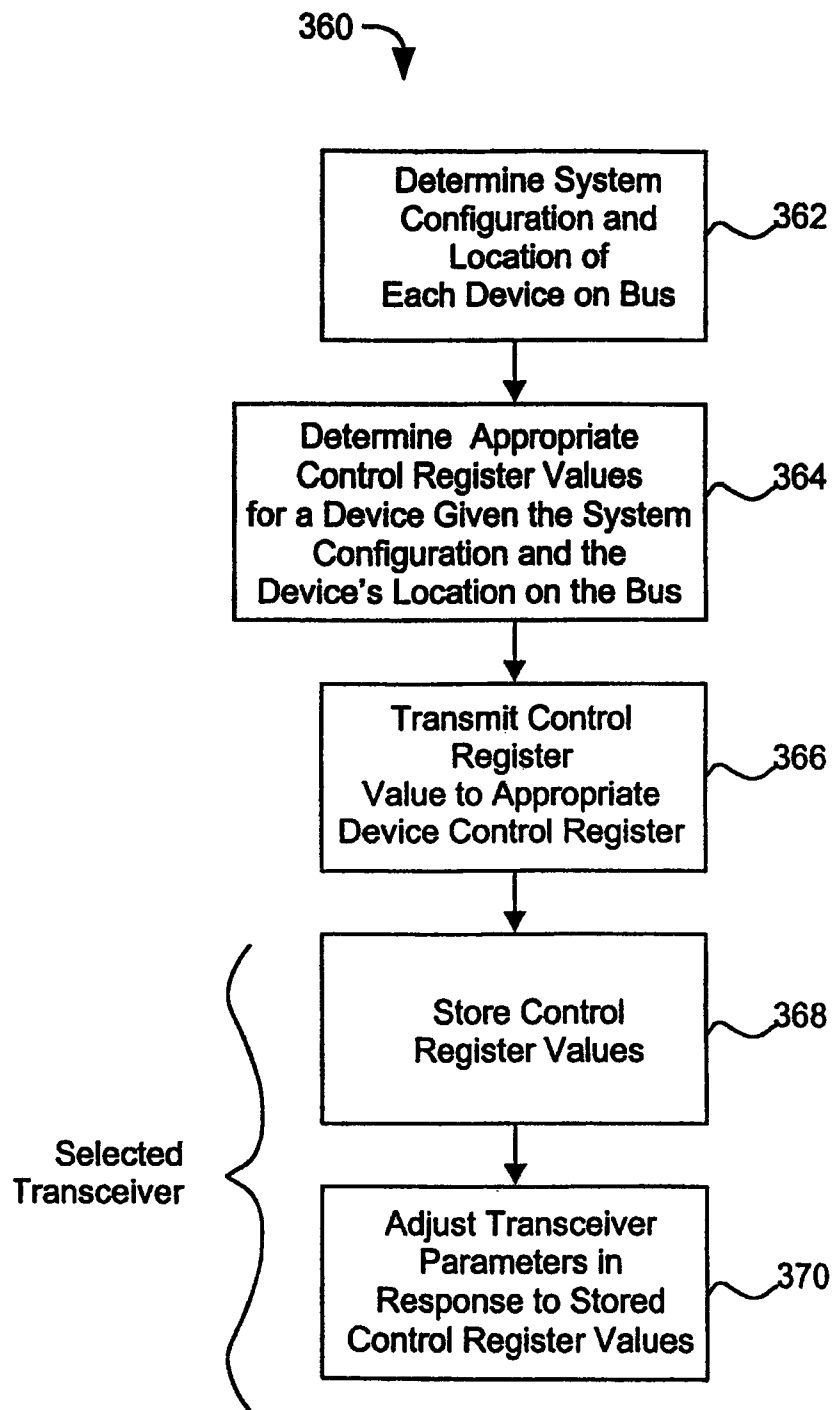 360
Determine System
Configuration and
Location of
Each Device on Bus
362
Determine Appropriate
Control Register Values
for a Device Given the System
Configuration and the
Device's Location on the Bus
364
Transmit Control
Register
Value to Appropriate
Device Control Register
366
Store Control
Register Values
368
Selected
Transceiver
Adjust Transceiver
Parameters in
Response to Stored
Control Register Values
370